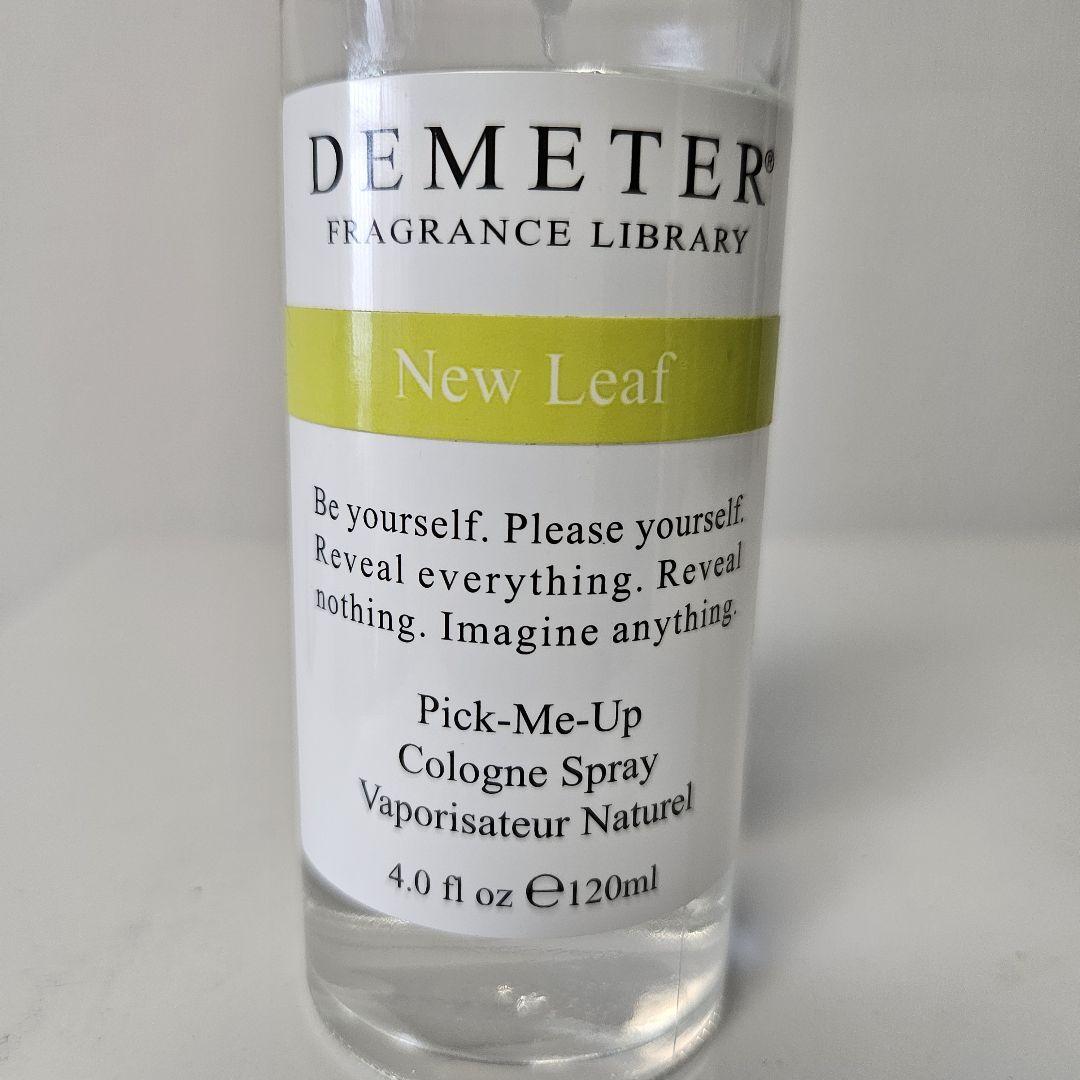 DEMETER®
FRAGRANCE LIBRARY
New Leaf
Be yourself. Please yourself.
Reveal everything. Reveal
nothing. Imagine anything.
Pick-Me-Up
Cologne Spray
Vaporisateur Naturel
4.0 fl oz ℮120ml